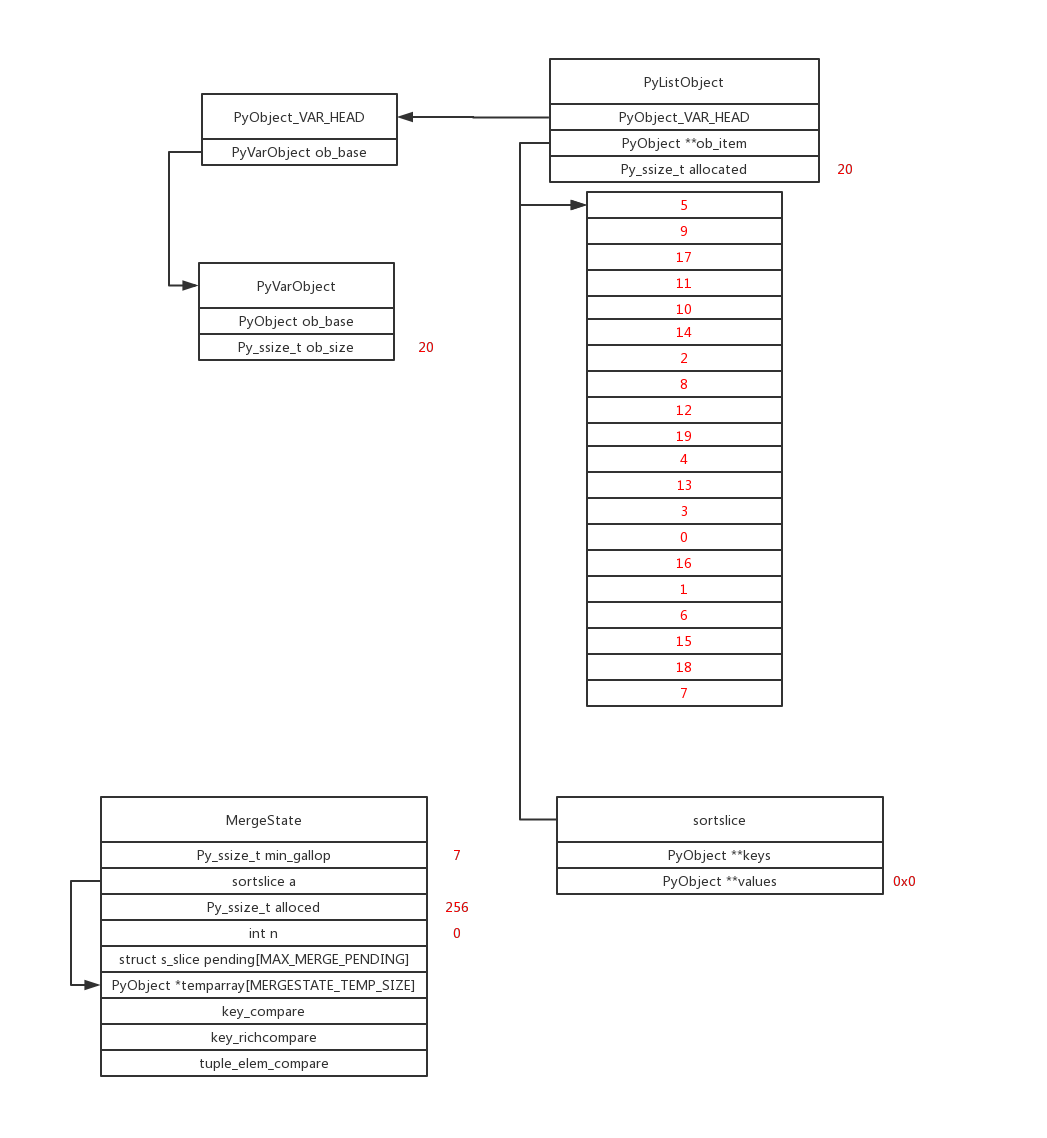 PyListObject
PyObject_VAR_HEAD
PyObject **ob_item
Py_ssize_t allocated
20
PyObject_VAR_HEAD
PyVarObject ob_base
PyVarObject
PyObject ob_base
Py_ssize_t ob_size
20
5
9
17
11
10
14
2
8
12
19
4
13
3
0
16
1
6
15
18
7
MergeState
Py_ssize_t min_gallop
7
sortslice a
Py_ssize_t alloced
256
int n
0
struct s_slice pending[MAX_MERGE_PENDING]
PyObject *temparray[MERGESTATE_TEMP_SIZE]
key_compare
key_richcompare
tuple_elem_compare
sortslice
PyObject **keys
PyObject **values
0x0